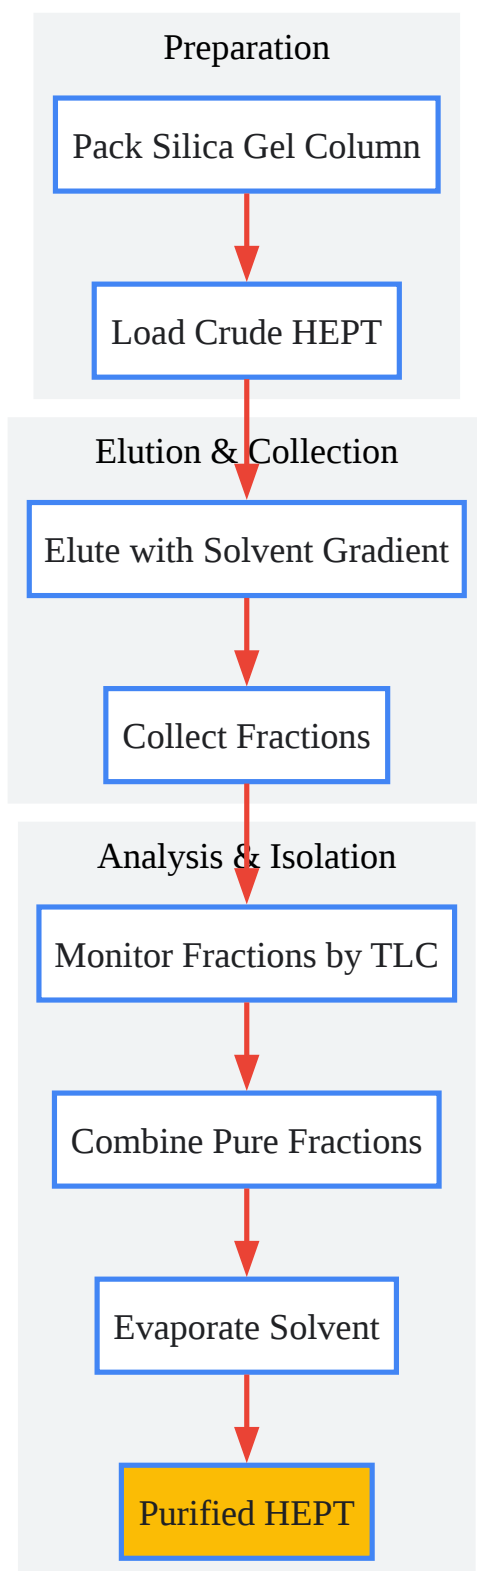 Preparation
Pack Silica Gel Column
Load Crude HEPT
Elution & Collection
Elute with Solvent Gradient
Collect Fractions
Analysis & Isolation
Monitor Fractions by TLC
Combine Pure Fractions
Evaporate Solvent
Purified HEPT